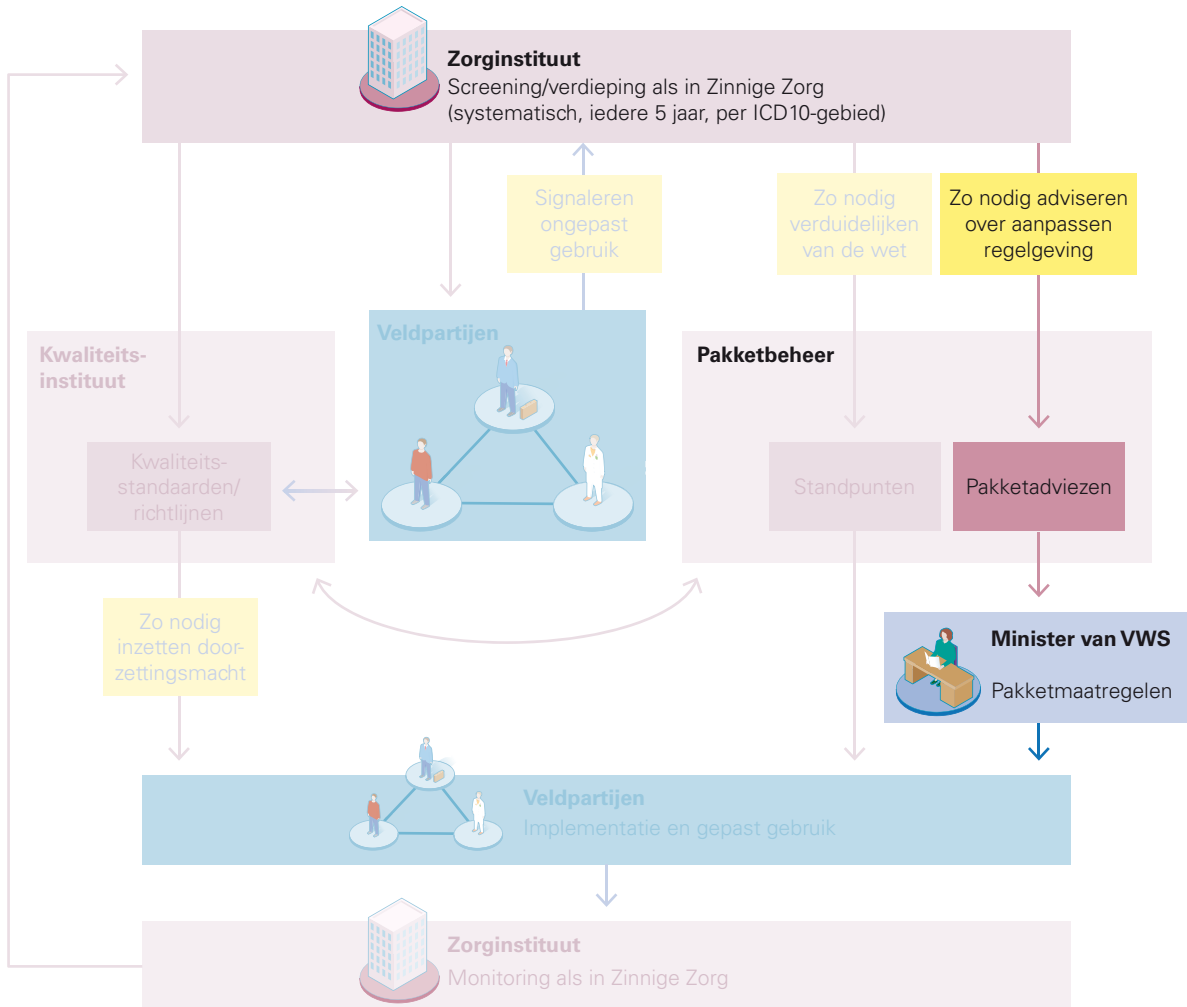 Zorginstituut
Screening/verdieping als in Zinnige Zorg
(systematisch, iedere 5 jaar, per ICD10-gebied)
Signaleren
ongepast
gebruik
Zo nodig
verduidelijken
van de wet
Zo nodig adviseren
over aanpassen
regelgeving
Kwaliteits-
instituut
Veldpartijen
Pakketbeheer
Kwaliteits-
standaarden/
richtlijnen
Standpunten
Pakketadviezen
Zo nodig
inzetten door-
zettingsmacht
Minister van VWS
Pakketmaatregelen
Veldpartijen
Implementatie en gepast gebruik
Zorginstituut
Monitoring als in Zinnige Zorg